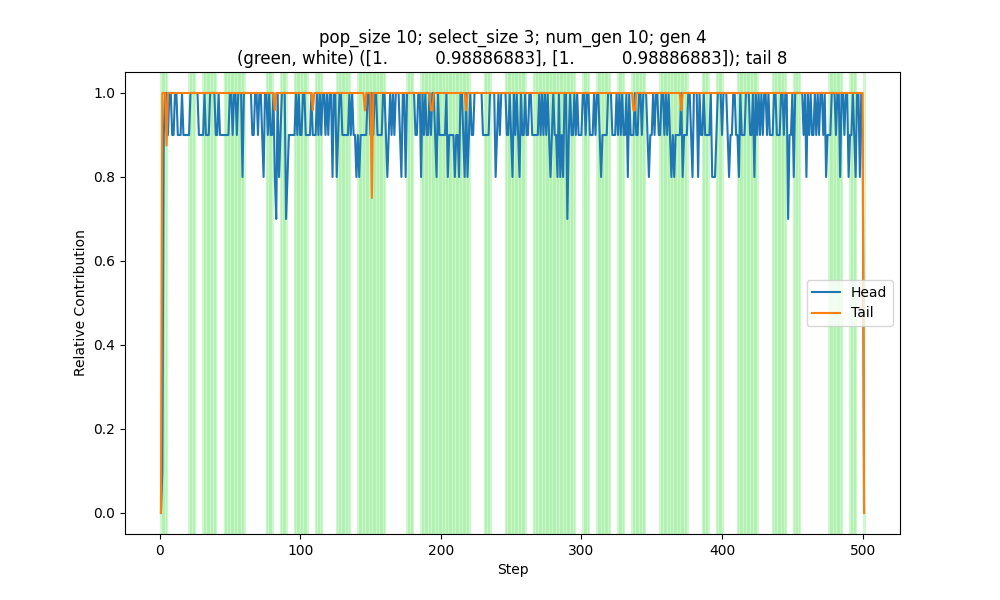 pop_size 10; select_size 3; num_gen 10; gen 4
(green, white) ([1.          0.98886883], [1.          0.98886883]); tail 8
1.0
0.8
0.6
0.4
0.2
0.0
Relative Contribution
Head
Tail
0
100
200
300
400
500
Step